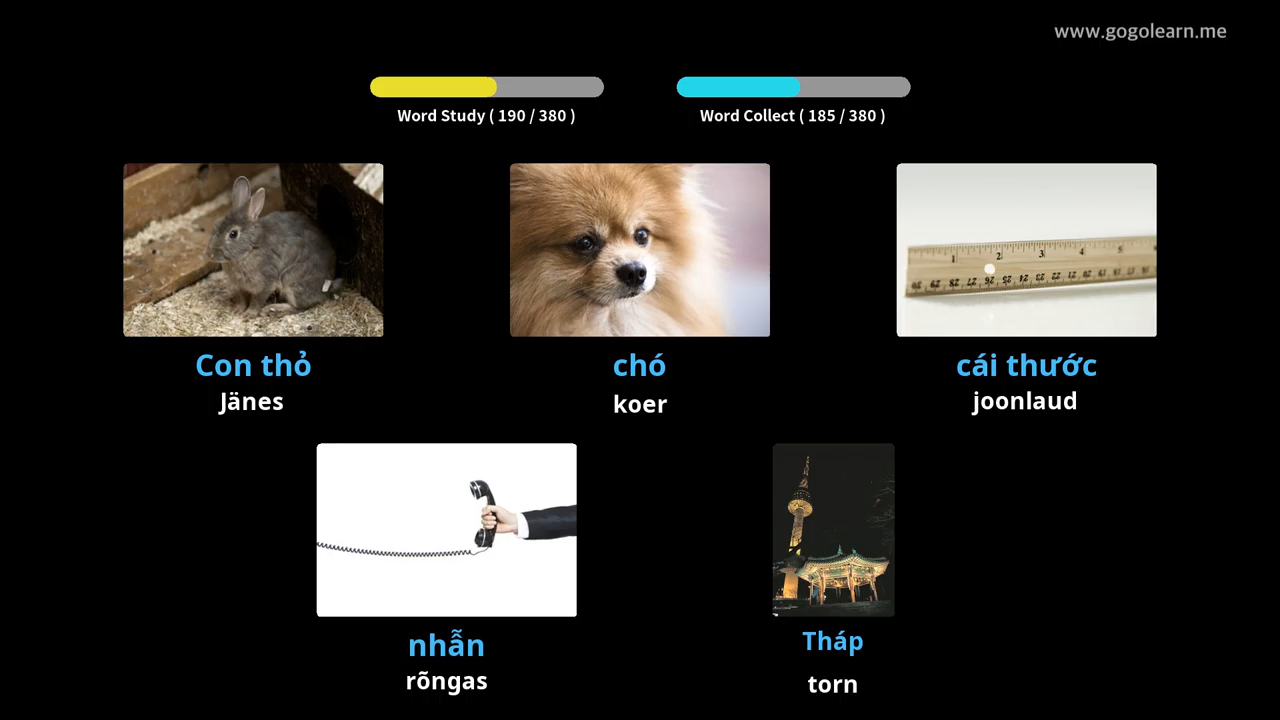 www.gogolearn.me
Word Study ( 190 / 380 )
Word Collect ( 185 / 380 )
Con thỏ
Jänes
chó
koer
cái thước
joonlaud
nhẫn
rõngas
Tháp
torn